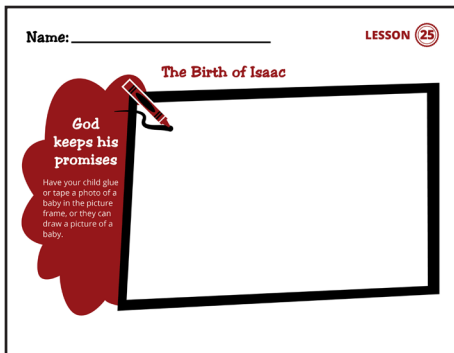 Name:
LESSON 25
The Birth of Isaac
God
keeps his
promises
Have your child glue
or tape a photo of a
baby in the picture
frame, or they can
draw a picture of a
baby.